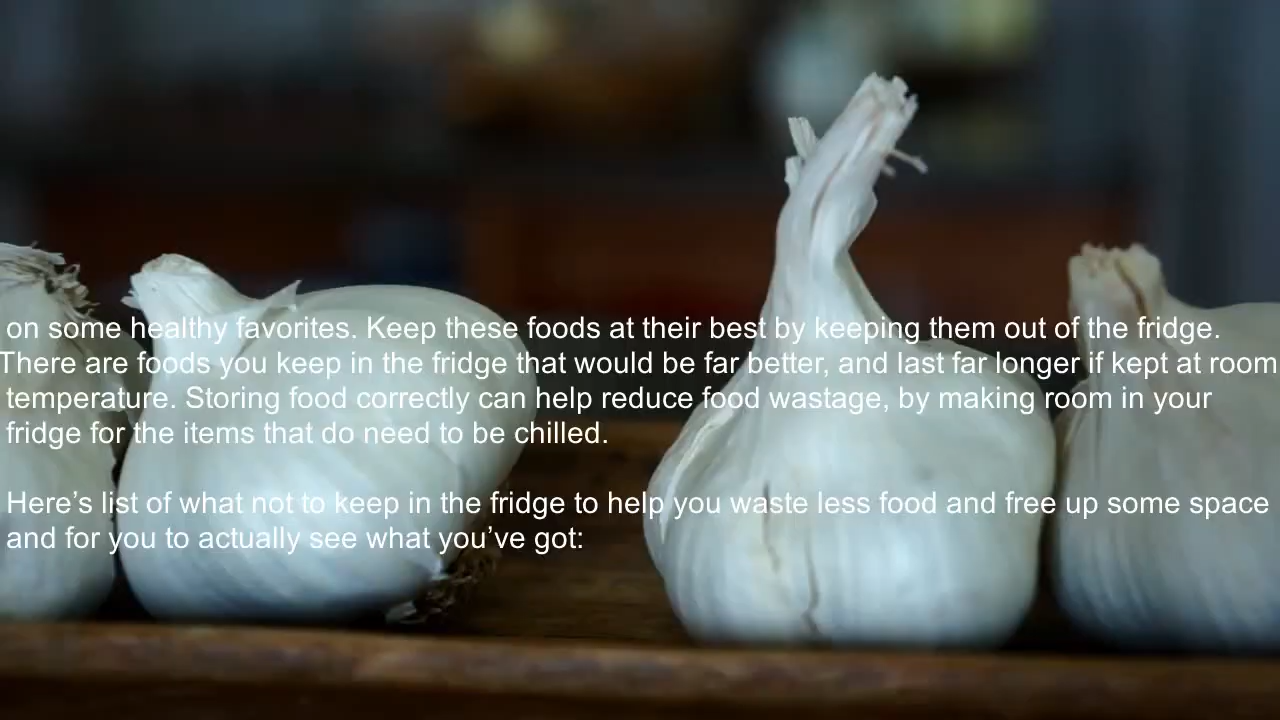 on some healthy favorites. Keep these foods at their best by keeping them out of the fridge.
There are foods you keep in the fridge that would be far better, and last far longer if kept at room
temperature. Storing food correctly can help reduce food wastage, by making room in your
fridge for the items that do need to be chilled.
Here’s list of what not to keep in the fridge to help you waste less food and free up some space
and for you to actually see what you’ve got: